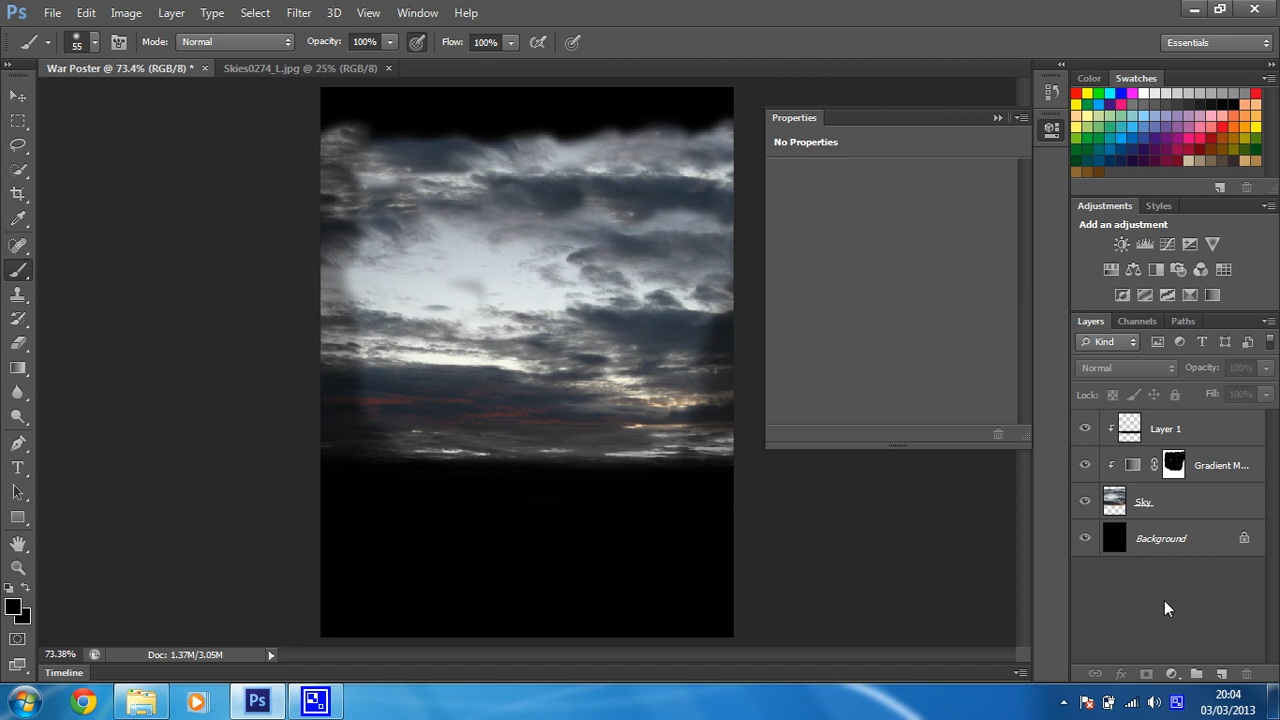 Ps File Edit Image Layer Type Select Filter 3D View Window Help
55 Mode: Normal Opacity: 100% Flow: 100% Essentials
War Poster @ 73.4% (RGB/8) * × Skies0274_L.jpg @ 25% (RGB/8) ×
Color Swatches
Properties
No Properties
Adjustments Styles
Add an adjustment
Layers Channels Paths
Kind
Normal Opacity: 100%
Lock: Fill: 100%
Layer 1
Gradient M...
Sky
Background
73.38% Doc: 1.37M/3.05M
Timeline
Ps
20:04
03/03/2013